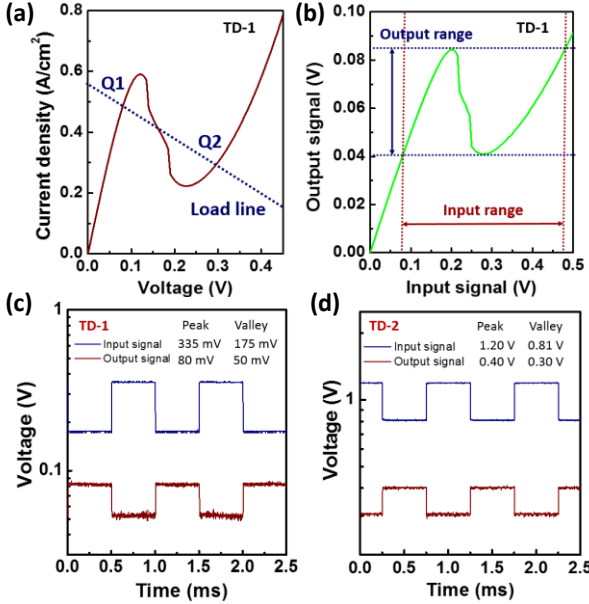 (a)
TD-1
Q1
Q2
Load line
Current density (A/cm²)
0.8
0.6
0.4
0.2
0.0
0.0 0.1 0.2 0.3 0.4
Voltage (V)
(b)
TD-1
Output range
Input range
Output signal (V)
0.10
0.08
0.06
0.04
0.02
0.00
0.0 0.1 0.2 0.3 0.4 0.5
Input signal (V)
(c)
TD-1 Peak Valley
Input signal 335 mV 175 mV
Output signal 80 mV 50 mV
Voltage (V)
1
0.1
0.0 0.5 1.0 1.5 2.0 2.5
Time (ms)
(d)
TD-2 Peak Valley
Input signal 1.20 V 0.81 V
Output signal 0.40 V 0.30 V
Voltage (V)
1
0.0 0.5 1.0 1.5 2.0 2.5
Time (ms)